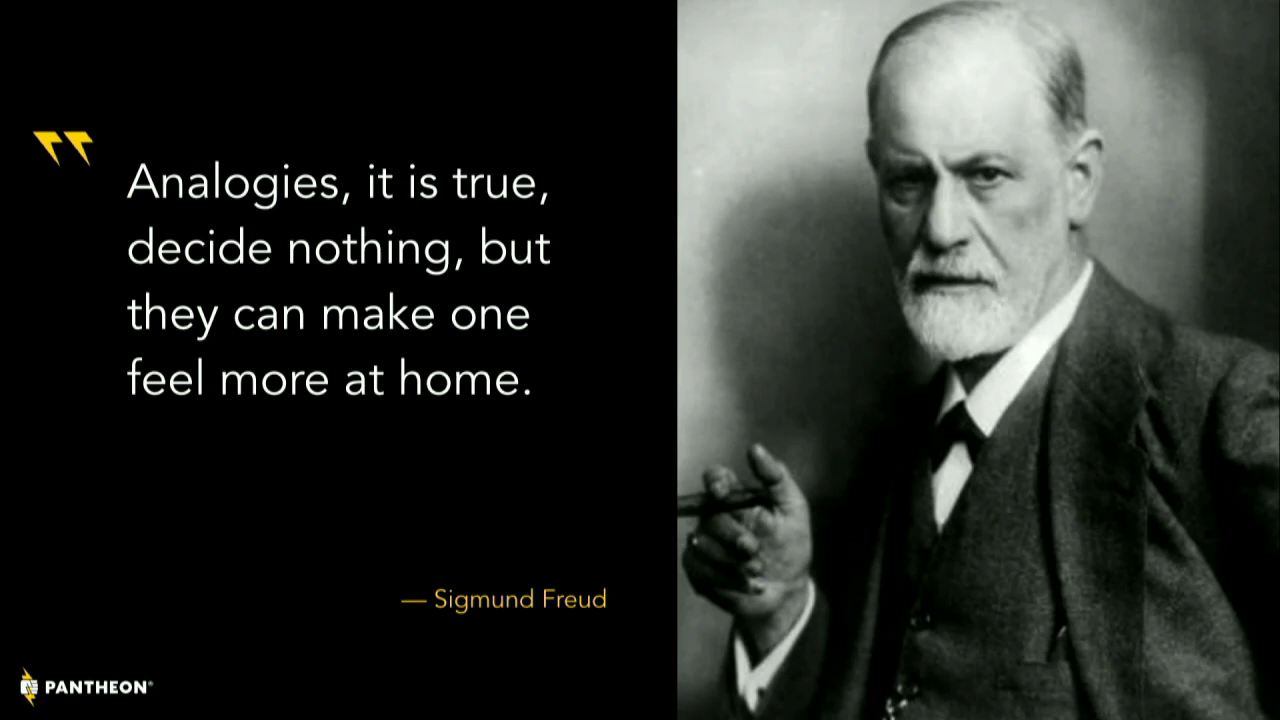 Analogies, it is true,
decide nothing, but
they can make one
feel more at home.
— Sigmund Freud
PANTHEON®